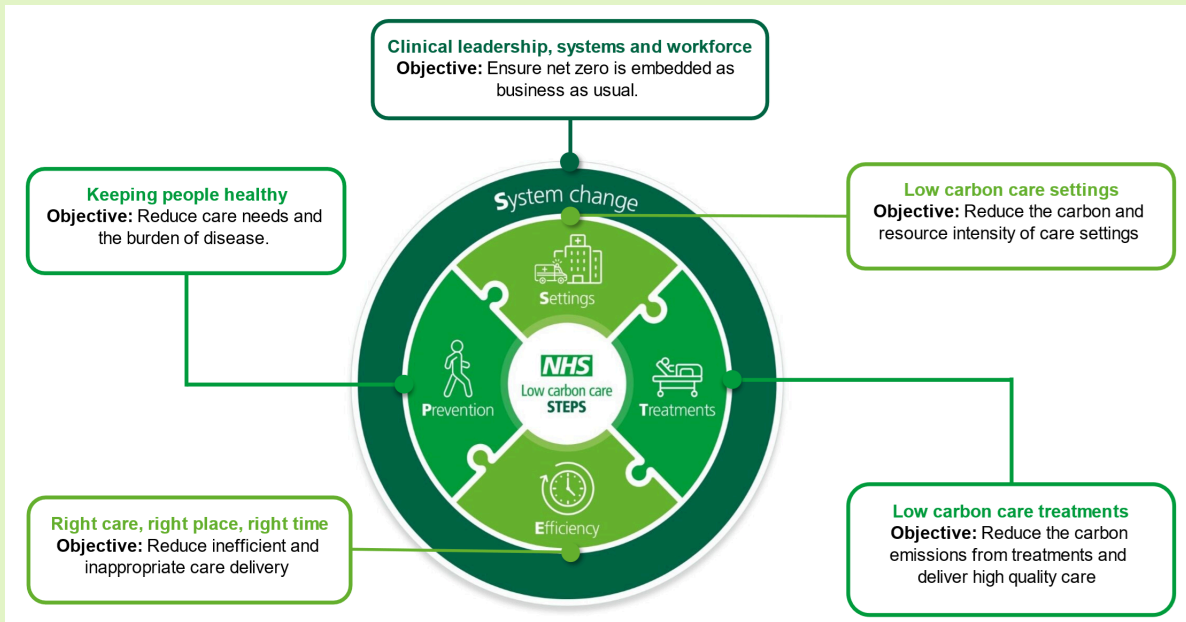 Clinical leadership, systems and workforce
Objective: Ensure net zero is embedded as
business as usual.
Keeping people healthy
Objective: Reduce care needs and
the burden of disease.
Low carbon care settings
Objective: Reduce the carbon and
resource intensity of care settings
System change
Settings
Prevention
NHS
Low carbon care
STEPS
Treatments
Efficiency
Right care, right place, right time
Objective: Reduce inefficient and
inappropriate care delivery
Low carbon care treatments
Objective: Reduce the carbon
emissions from treatments and
deliver high quality care